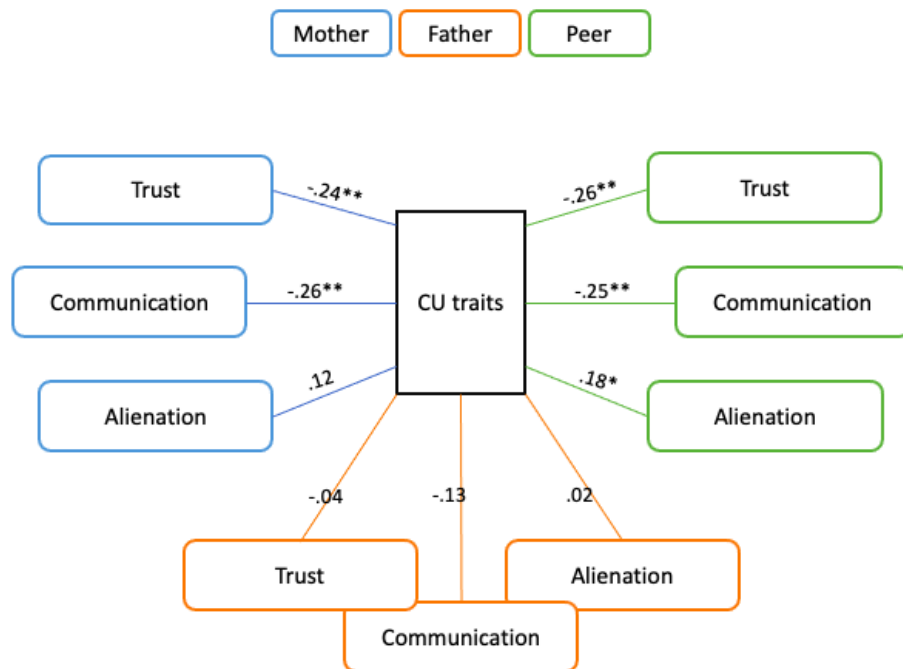 Mother Father Peer
Trust -.24** -.26** Trust
Communication -.26** CU traits -.25** Communication
Alienation .12 .18* Alienation
-.04 -.13 .02
Trust Alienation
Communication